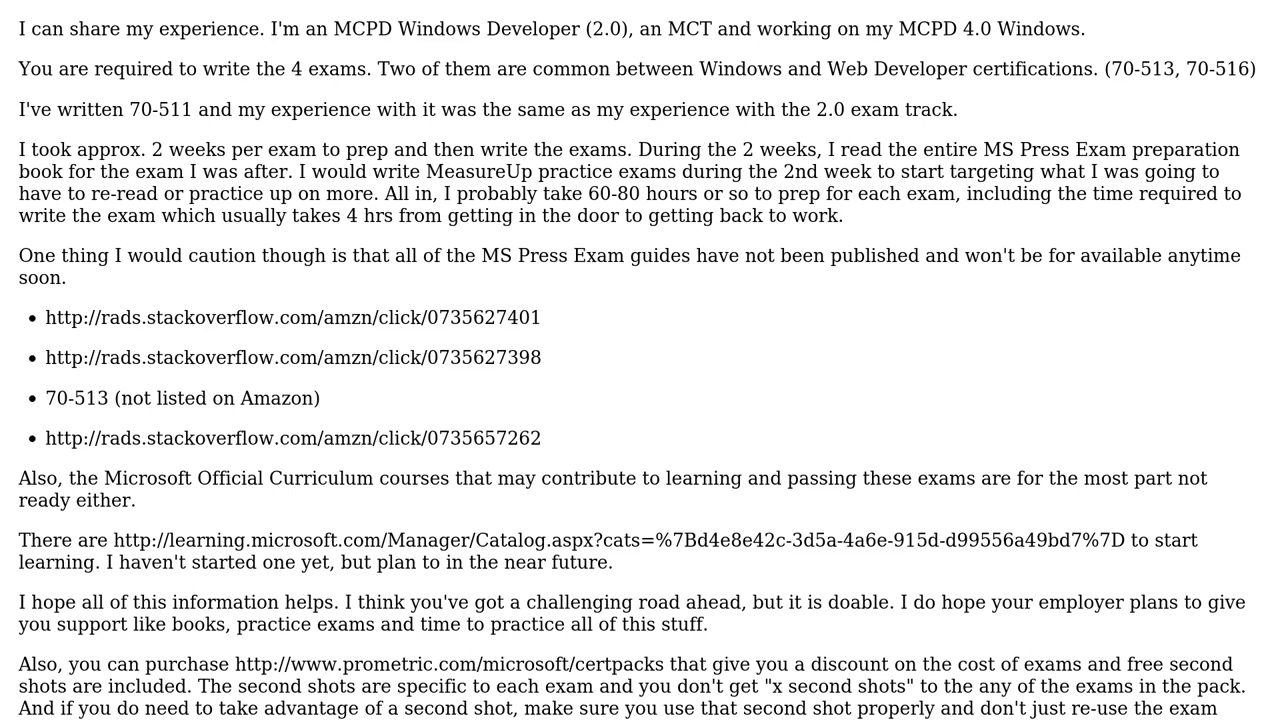 I can share my experience. I'm an MCPD Windows Developer (2.0), an MCT and working on my MCPD 4.0 Windows.
You are required to write the 4 exams. Two of them are common between Windows and Web Developer certifications. (70-513, 70-516)
I've written 70-511 and my experience with it was the same as my experience with the 2.0 exam track.
I took approx. 2 weeks per exam to prep and then write the exams. During the 2 weeks, I read the entire MS Press Exam preparation
book for the exam I was after. I would write MeasureUp practice exams during the 2nd week to start targeting what I was going to
have to re-read or practice up on more. All in, I probably take 60-80 hours or so to prep for each exam, including the time required to
write the exam which usually takes 4 hrs from getting in the door to getting back to work.
One thing I would caution though is that all of the MS Press Exam guides have not been published and won't be for available anytime
soon.
• http://rads.stackoverflow.com/amzn/click/0735627401
• http://rads.stackoverflow.com/amzn/click/0735627398
• 70-513 (not listed on Amazon)
• http://rads.stackoverflow.com/amzn/click/0735657262
Also, the Microsoft Official Curriculum courses that may contribute to learning and passing these exams are for the most part not
ready either.
There are http://learning.microsoft.com/Manager/Catalog.aspx?cats=%7Bd4e8e42c-3d5a-4a6e-915d-d99556a49bd7%7D to start
learning. I haven't started one yet, but plan to in the near future.
I hope all of this information helps. I think you've got a challenging road ahead, but it is doable. I do hope your employer plans to give
you support like books, practice exams and time to practice all of this stuff.
Also, you can purchase http://www.prometric.com/microsoft/certpacks that give you a discount on the cost of exams and free second
shots are included. The second shots are specific to each exam and you don't get "x second shots" to the any of the exams in the pack.
And if you do need to take advantage of a second shot, make sure you use that second shot properly and don't just re-use the exam